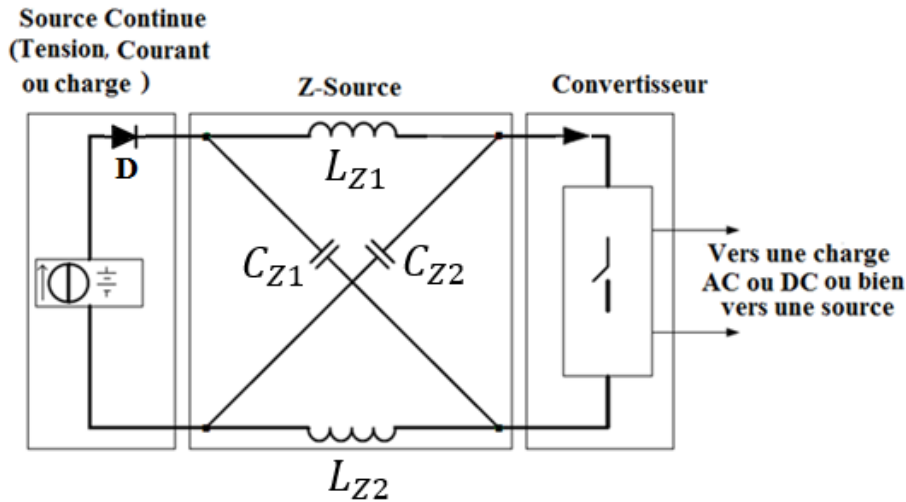 Source Continue
(Tension, Courant
ou charge )
Z-Source
Convertisseur
D
L_{Z1}
C_{Z1}
C_{Z2}
Vers une charge
AC ou DC ou bien
vers une source
L_{Z2}